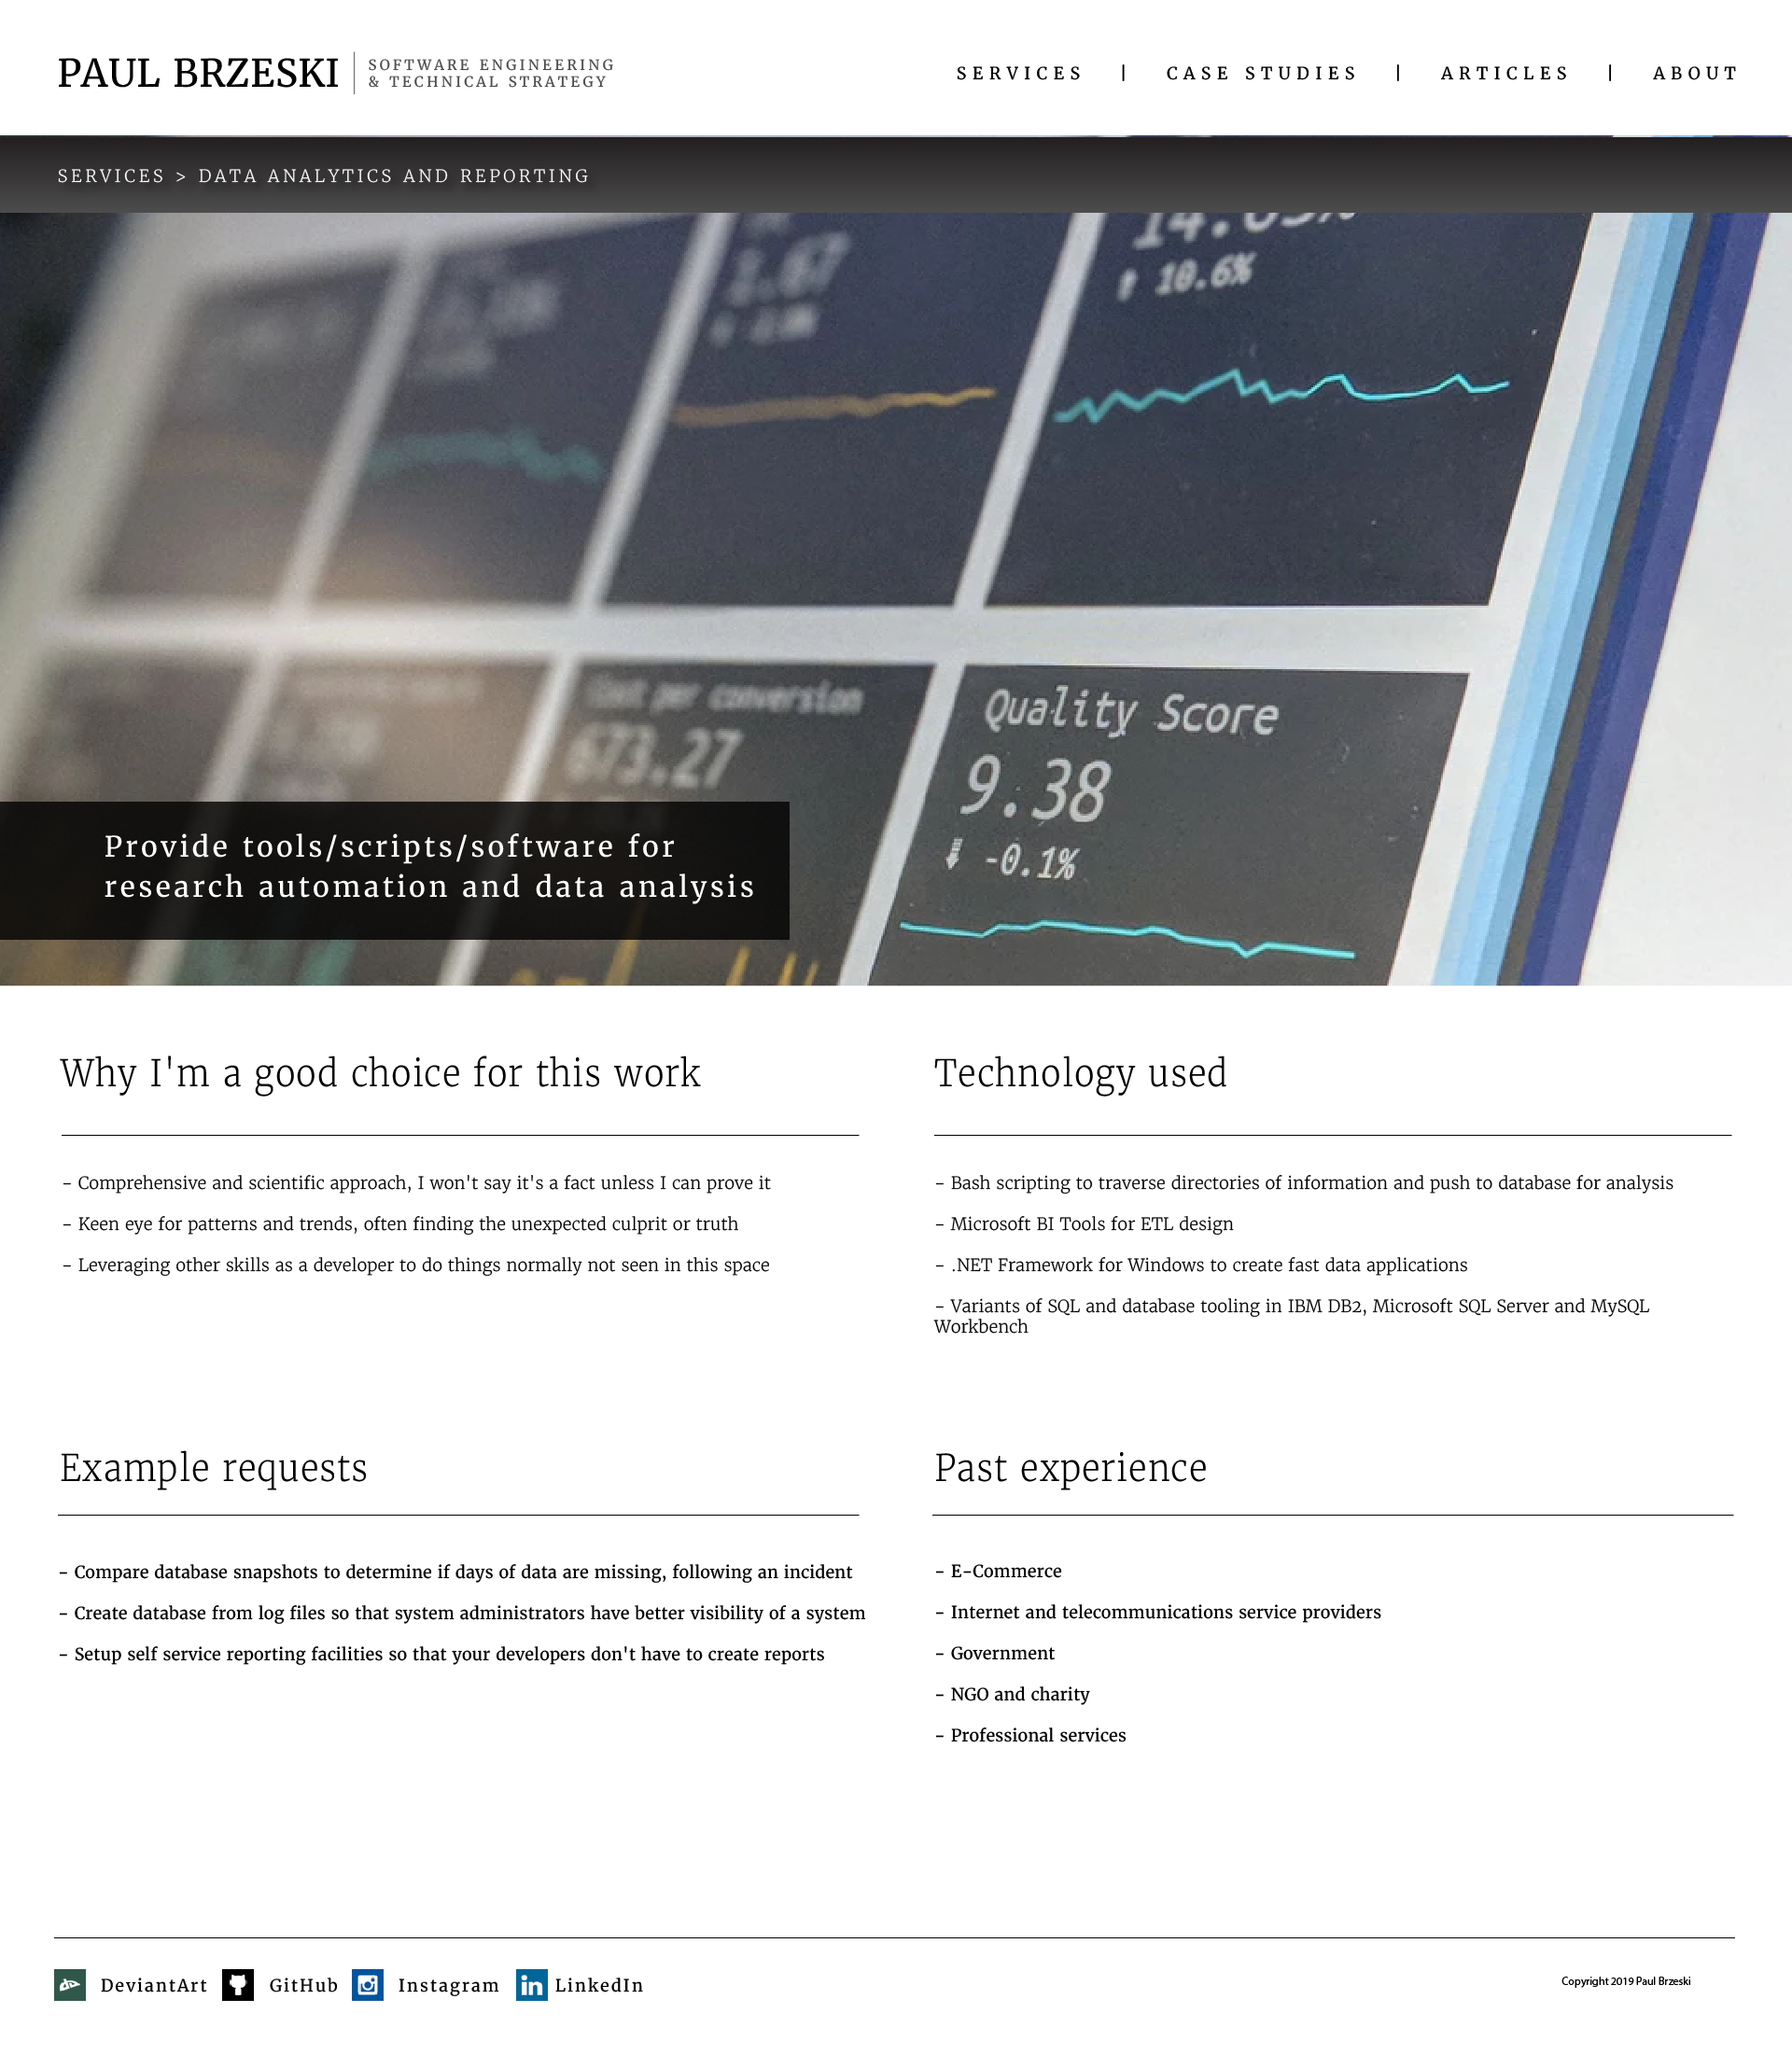 PAUL BRZESKI
SOFTWARE ENGINEERING
& TECHNICAL STRATEGY
SERVICES | CASE STUDIES | ARTICLES | ABOUT
SERVICES > DATA ANALYTICS AND REPORTING
10.6%
Cost per conversion
673.27
Quality Score
9.38
-0.1%
Provide tools/scripts/software for
research automation and data analysis
Why I'm a good choice for this work
- Comprehensive and scientific approach, I won't say it's a fact unless I can prove it
- Keen eye for patterns and trends, often finding the unexpected culprit or truth
- Leveraging other skills as a developer to do things normally not seen in this space
Technology used
- Bash scripting to traverse directories of information and push to database for analysis
- Microsoft BI Tools for ETL design
- .NET Framework for Windows to create fast data applications
- Variants of SQL and database tooling in IBM DB2, Microsoft SQL Server and MySQL
Workbench
Example requests
- Compare database snapshots to determine if days of data are missing, following an incident
- Create database from log files so that system administrators have better visibility of a system
- Setup self service reporting facilities so that your developers don't have to create reports
Past experience
- E-Commerce
- Internet and telecommunications service providers
- Government
- NGO and charity
- Professional services
DeviantArt GitHub Instagram LinkedIn
Copyright 2019 Paul Brzeski